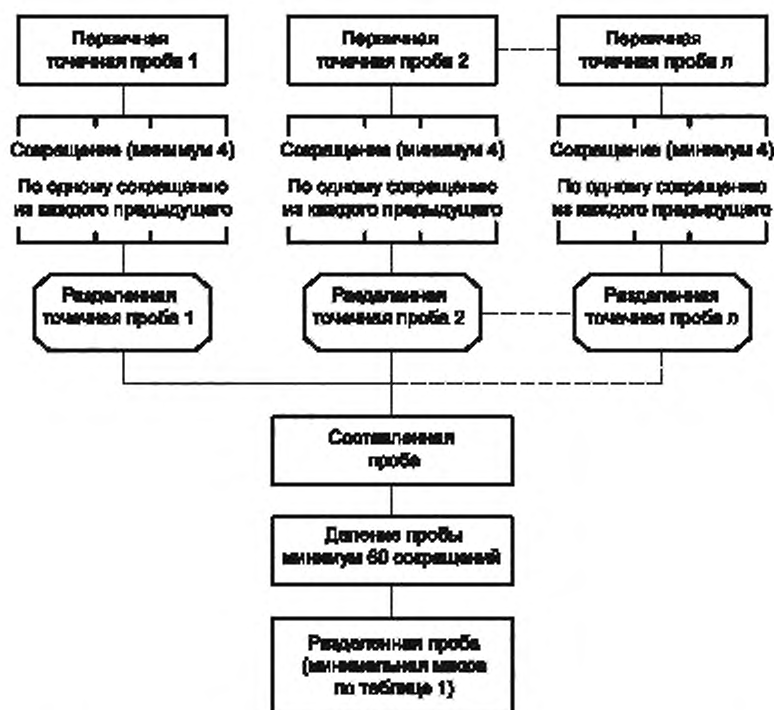 Первичная
точечная проба 1
Первичная
точечная проба 2
Первичная
точечная проба л
Сокращение (минимум 4)
Сокращение (минимум 4)
Сокращение (минимум 4)
По одному сокращению
из каждого предыдущего
По одному сокращению
из каждого предыдущего
По одному сокращению
из каждого предыдущего
Разделенная
точечная проба 1
Разделенная
точечная проба 2
Разделенная
точечная проба л
Составленная
проба
Деление пробы
минимум 60 сокращений
Разделенная проба
(минимальная масса
по таблице 1)